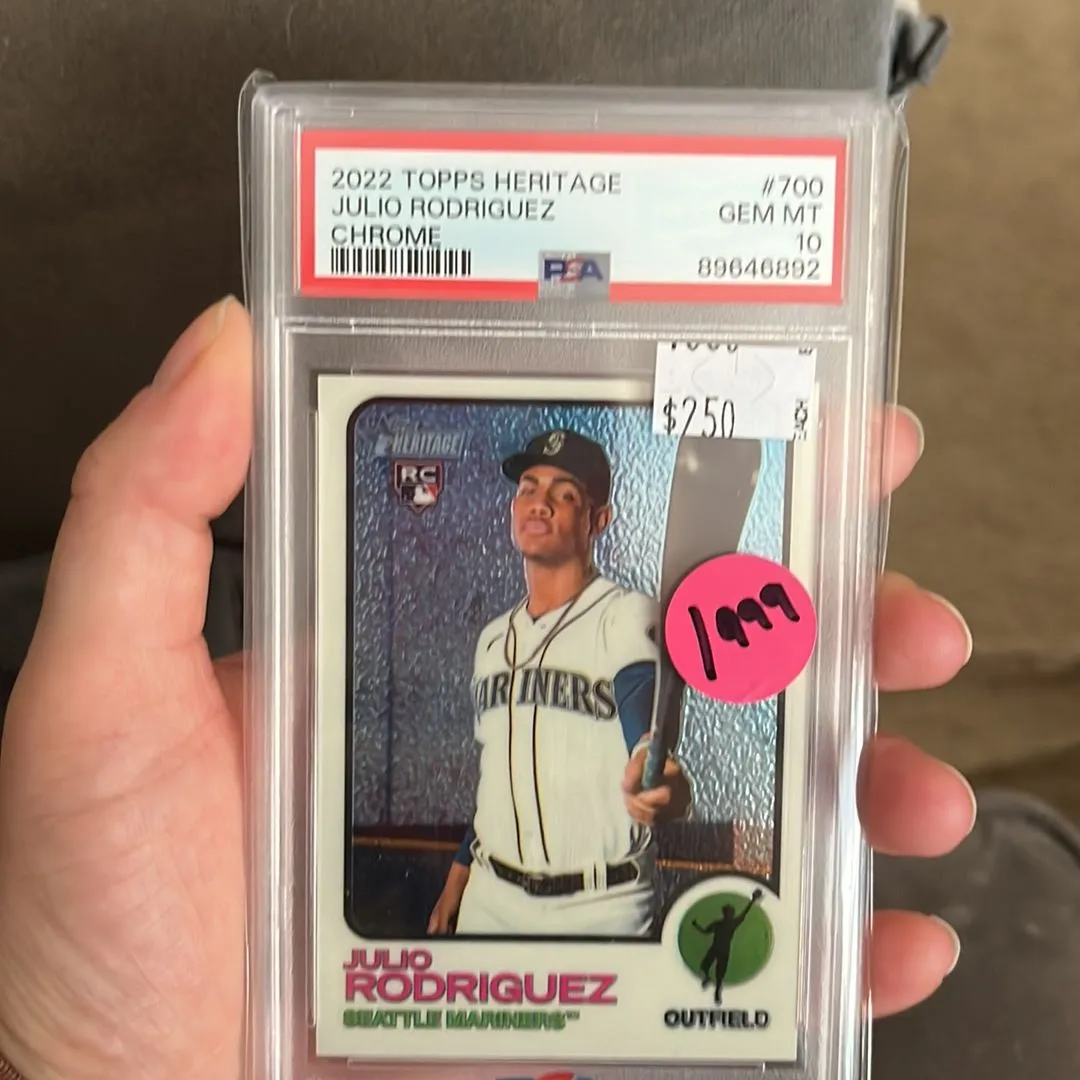 2022 TOPPS HERITAGE #700
JULIO RODRIGUEZ GEM MT
CHROME 10
89646892
PSA
$250
EACH
HERITAGE
RC
1999
MARINERS
JULIO
RODRIGUEZ
SEATTLE MARINERS™
OUTFIELD